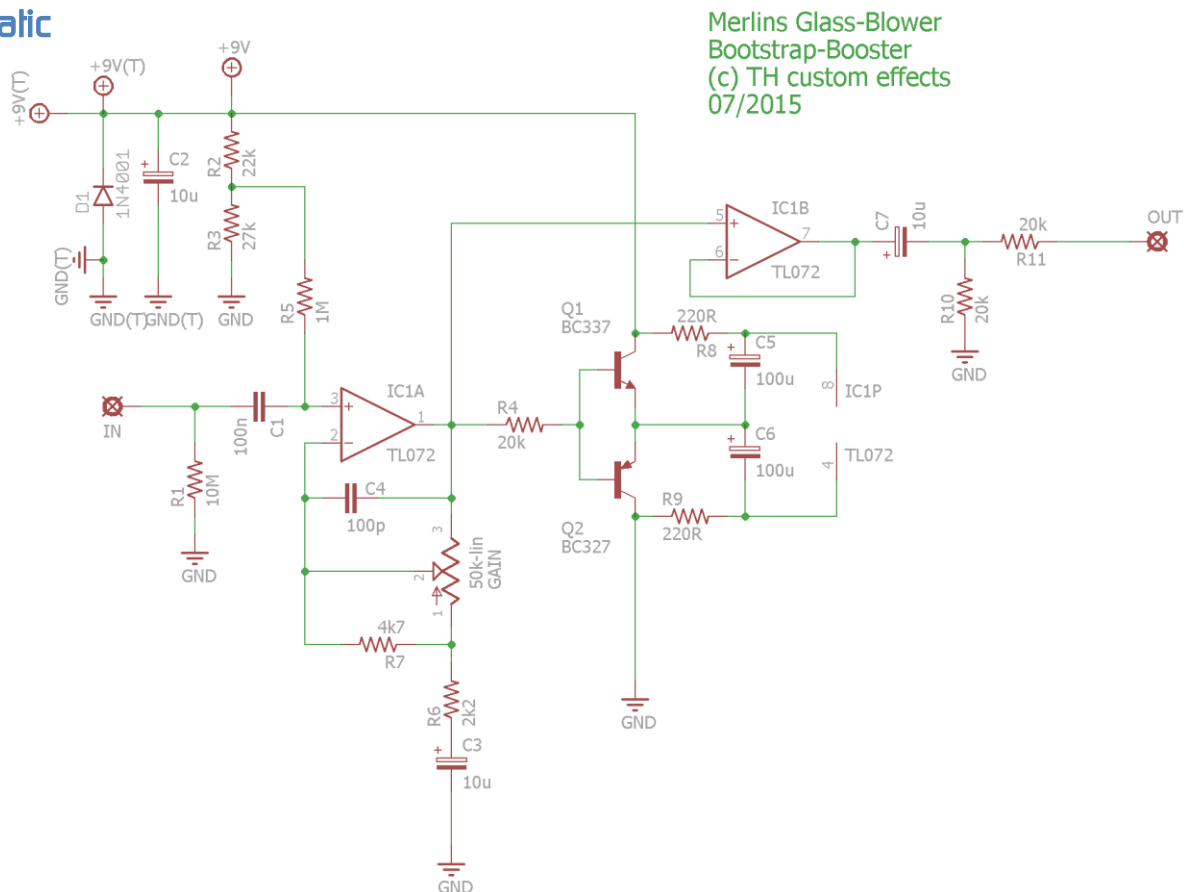 atic
Merlins Glass-Blower
Bootstrap-Booster
(c) TH custom effects
07/2015
+9V(T)
+9V(T)
+9V
D1
1N4001
+
C2
10u
R2
22k
R3
27k
GND(T)
GND(T)
GND(T)
GND
R5
1M
IN
R1
10M
GND
100n
C1
3
2
+
−
1
IC1A
TL072
C4
100p
3
2
1
50k-lin
GAIN
4k7
R7
R6
2k2
+
C3
10u
GND
R4
20k
Q1
BC337
Q2
BC327
220R
R8
+
C5
100u
+
C6
100u
R9
220R
8
IC1P
4
TL072
GND
5
6
+
−
7
IC1B
TL072
C7
10u
+
R10
20k
GND
20k
R11
OUT